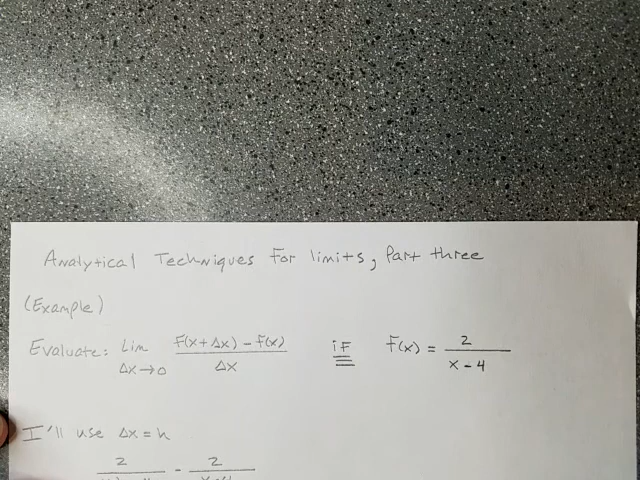 Analytical Techniques For limits, Part three
(Example)
Evaluate: Lim Δx→0 F(x+Δx) - F(x) / Δx iF F(x) = 2 / x-4
I'll use Δx = h
2 - 2